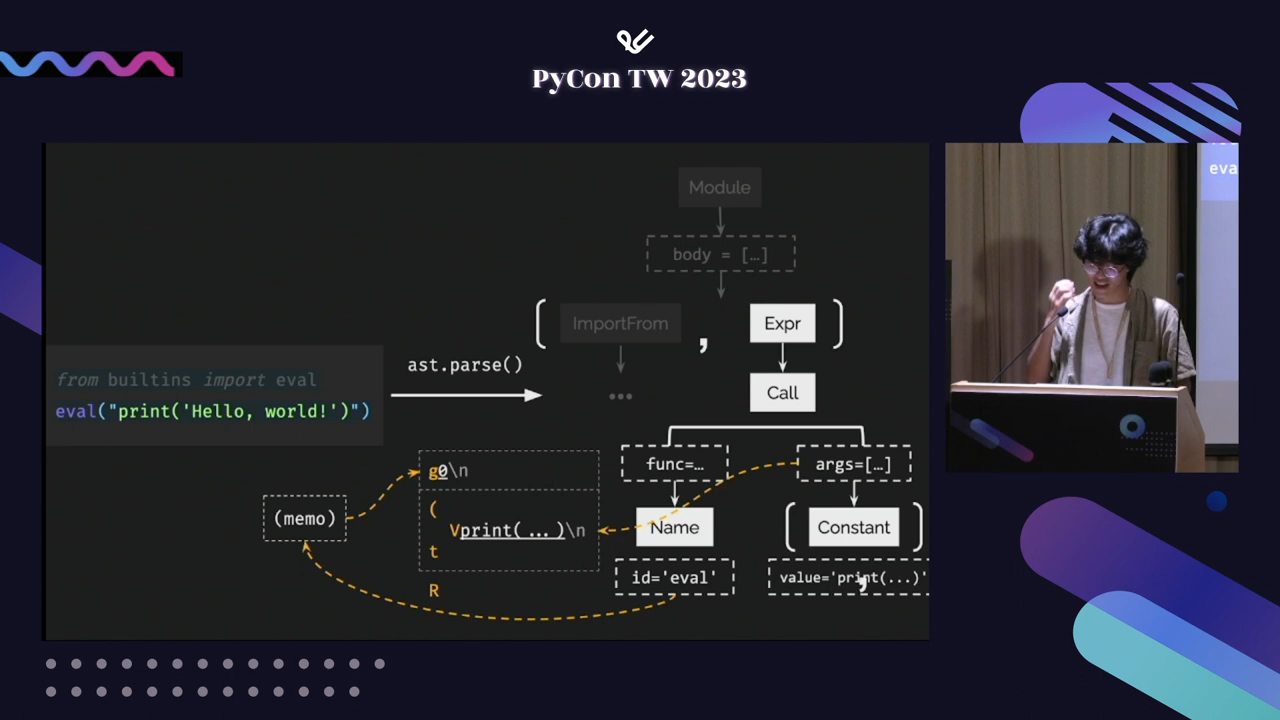 PyCon TW 2023
Module
body = […]
ImportFrom , Expr
from builtins import eval
eval("print('Hello, world!')")
ast.parse()
...
Call
func=…
args=[…]
g0\n
(memo)
(
Vprint(...)\n
t
R
Name
Constant
id='eval'
value='print(...)'
,
eva